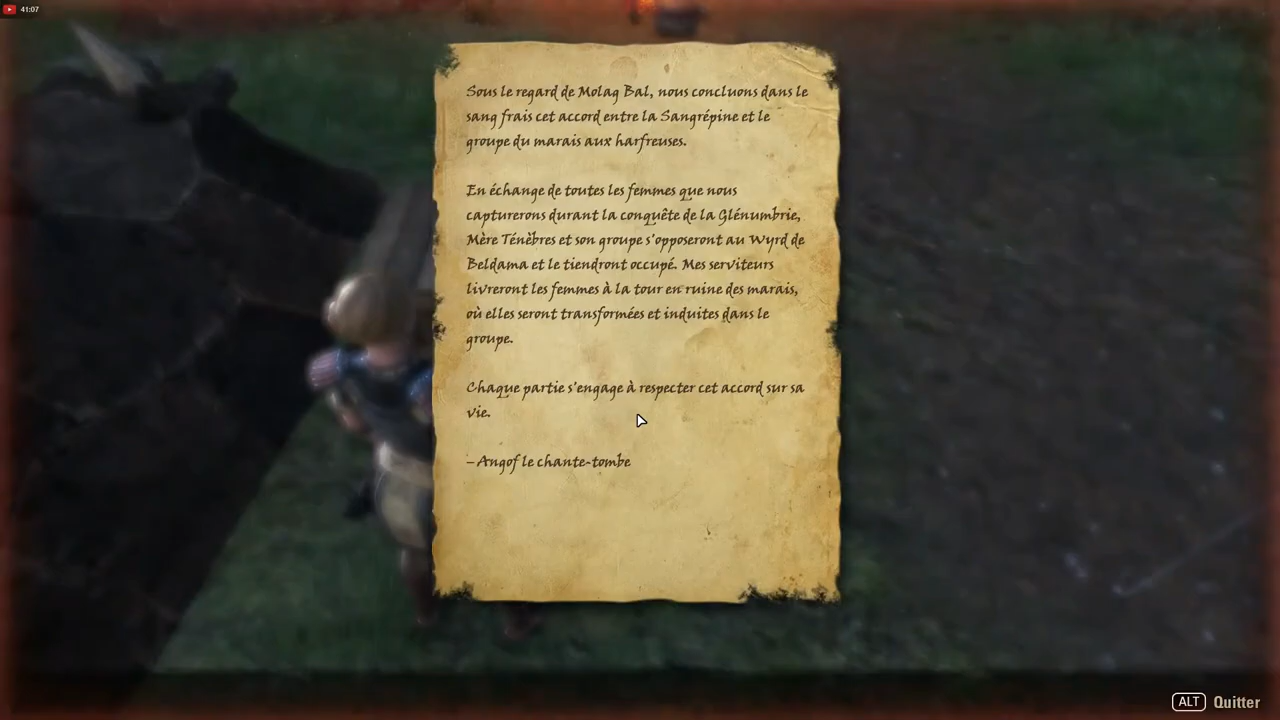 41:07
Sous le regard de Molag Bal, nous concluons dans le
sang frais cet accord entre la Sangrépine et le
groupe du marais aux harfreuses.
En échange de toutes les femmes que nous
capturerons durant la conquête de la Glénumbrie,
Mère Ténèbres et son groupe s'opposeront au Wyrd de
Beldama et le tiendront occupé. Mes serviteurs
livreront les femmes à la tour en ruine des marais,
où elles seront transformées et induites dans le
groupe.
Chaque partie s'engage à respecter cet accord sur sa
vie.
– Angof le chante-tombe
ALT Quitter